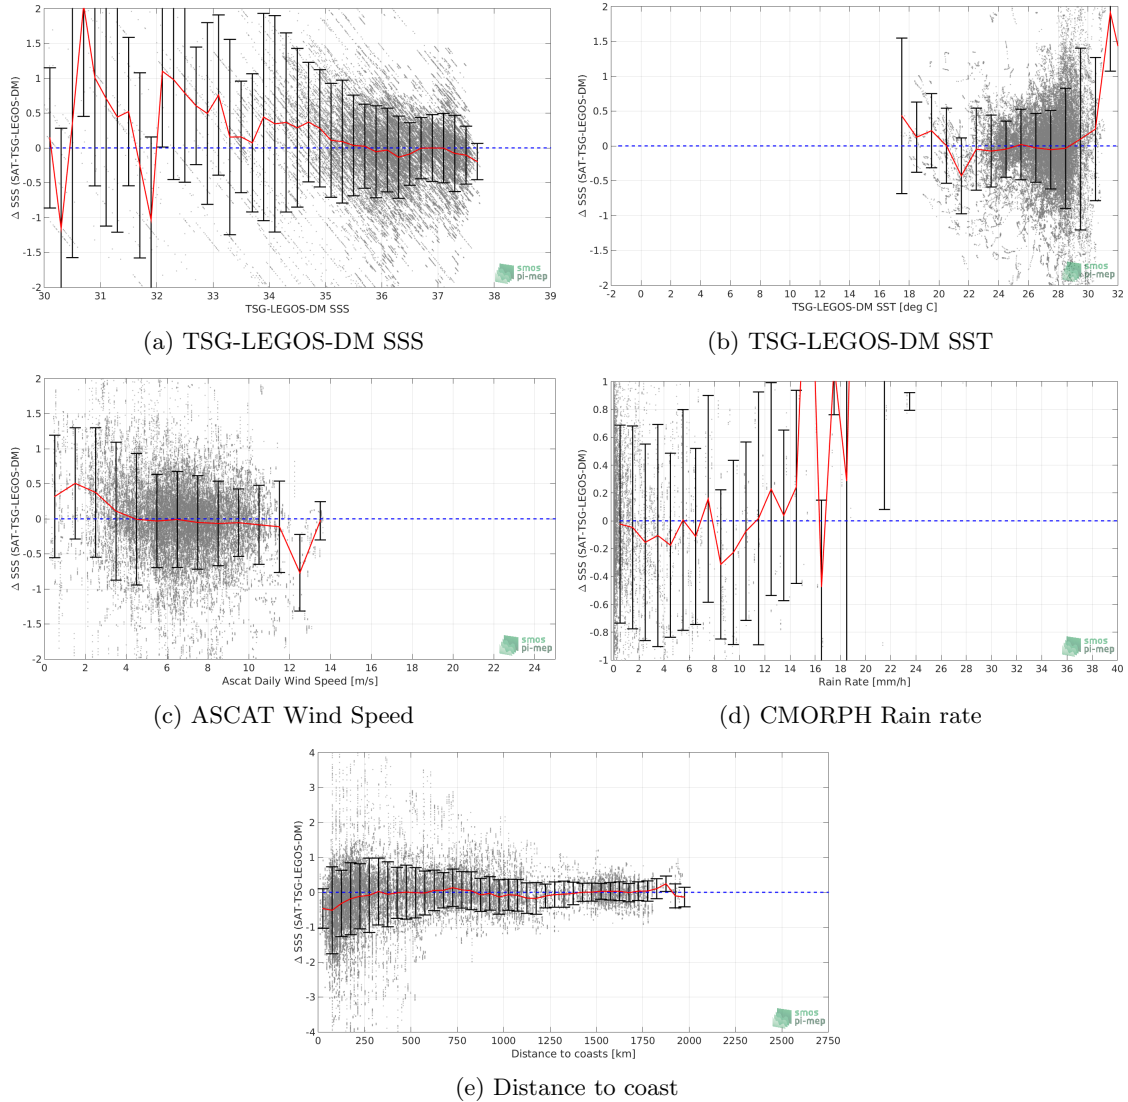 Δ SSS (SAT-TSG-LEGOS-DM)
2
1.5
1
0.5
0
-0.5
-1
-1.5
-2
30 31 32 33 34 35 36 37 38 39
TSG-LEGOS-DM SSS
smos
pi-mep
(a) TSG-LEGOS-DM SSS
Δ SSS (SAT-TSG-LEGOS-DM)
2
1.5
1
0.5
0
-0.5
-1
-1.5
-2
-2 0 2 4 6 8 10 12 14 16 18 20 22 24 26 28 30 32
TSG-LEGOS-DM SST [deg C]
smos
pi-mep
(b) TSG-LEGOS-DM SST
Δ SSS (SAT-TSG-LEGOS-DM)
2
1.5
1
0.5
0
-0.5
-1
-1.5
-2
0 2 4 6 8 10 12 14 16 18 20 22 24
Ascat Daily Wind Speed [m/s]
smos
pi-mep
(c) ASCAT Wind Speed
Δ SSS (SAT-TSG-LEGOS-DM)
1
0.8
0.6
0.4
0.2
0
-0.2
-0.4
-0.6
-0.8
-1
0 2 4 6 8 10 12 14 16 18 20 22 24 26 28 30 32 34 36 38 40
Rain Rate [mm/h]
smos
pi-mep
(d) CMORPH Rain rate
Δ SSS (SAT-TSG-LEGOS-DM)
4
3
2
1
0
-1
-2
-3
-4
0 250 500 750 1000 1250 1500 1750 2000 2250 2500 2750
Distance to coasts [km]
smos
pi-mep
(e) Distance to coast